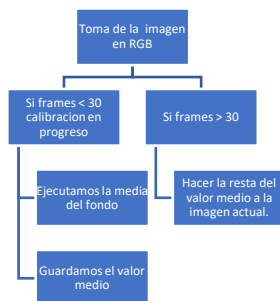 Toma de la imagen
en RGB
Si frames < 30
calibracion en
progreso
Si frames > 30
Ejecutamos la media
del fondo
Hacer la resta del
valor medio a la
imagen actual.
Guardamos el valor
medio